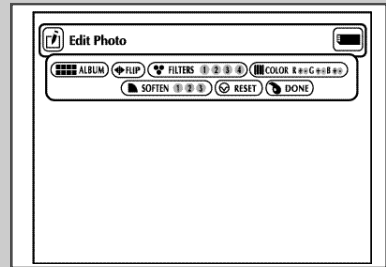 Edit Photo
ALBUM FLIP FILTERS 1 2 3 4 COLOR R G B
SOFTEN 1 2 3 RESET DONE